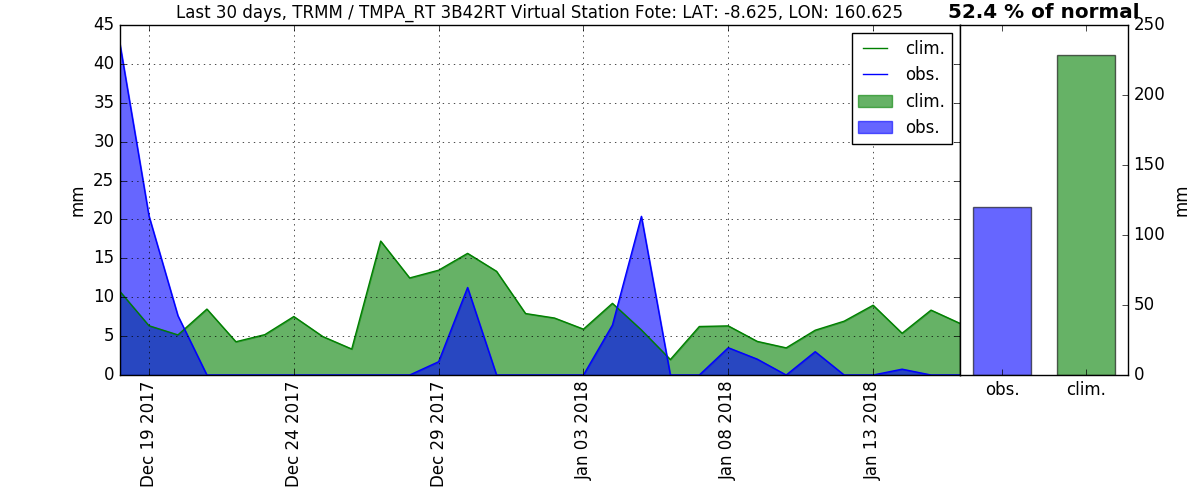 Last 30 days, TRMM / TMPA_RT 3B42RT Virtual Station Fote: LAT: -8.625, LON: 160.625
52.4 % of normal
45
40
35
30
25
20
15
10
5
0
mm
clim.
obs.
clim.
obs.
250
200
150
100
50
0
mm
Dec 19 2017
Dec 24 2017
Dec 29 2017
Jan 03 2018
Jan 08 2018
Jan 13 2018
obs.
clim.